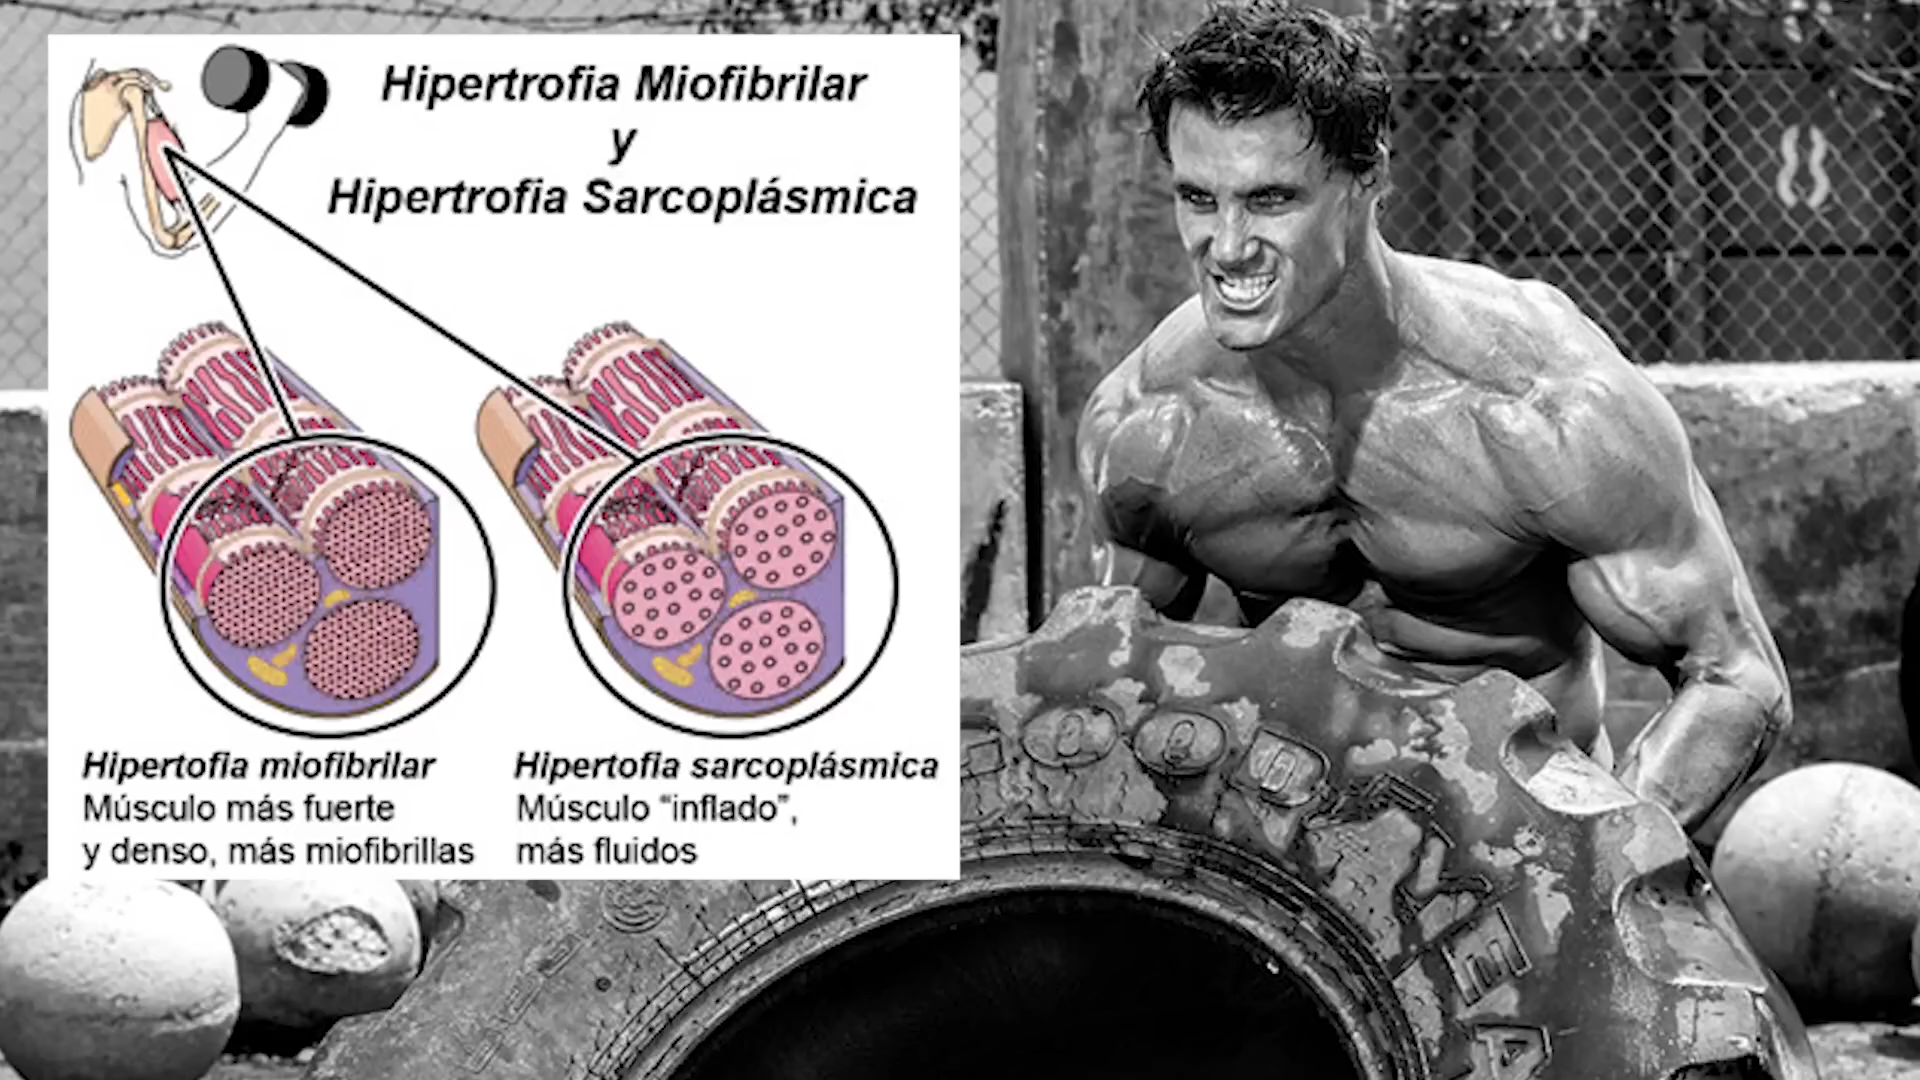 Hipertrofia Miofibrilar
y
Hipertrofia Sarcoplásmica
Hipertofia miofibrilar
Músculo más fuerte
y denso, más miofibrillas
Hipertofia sarcoplásmica
Músculo “inflado”,
más fluidos